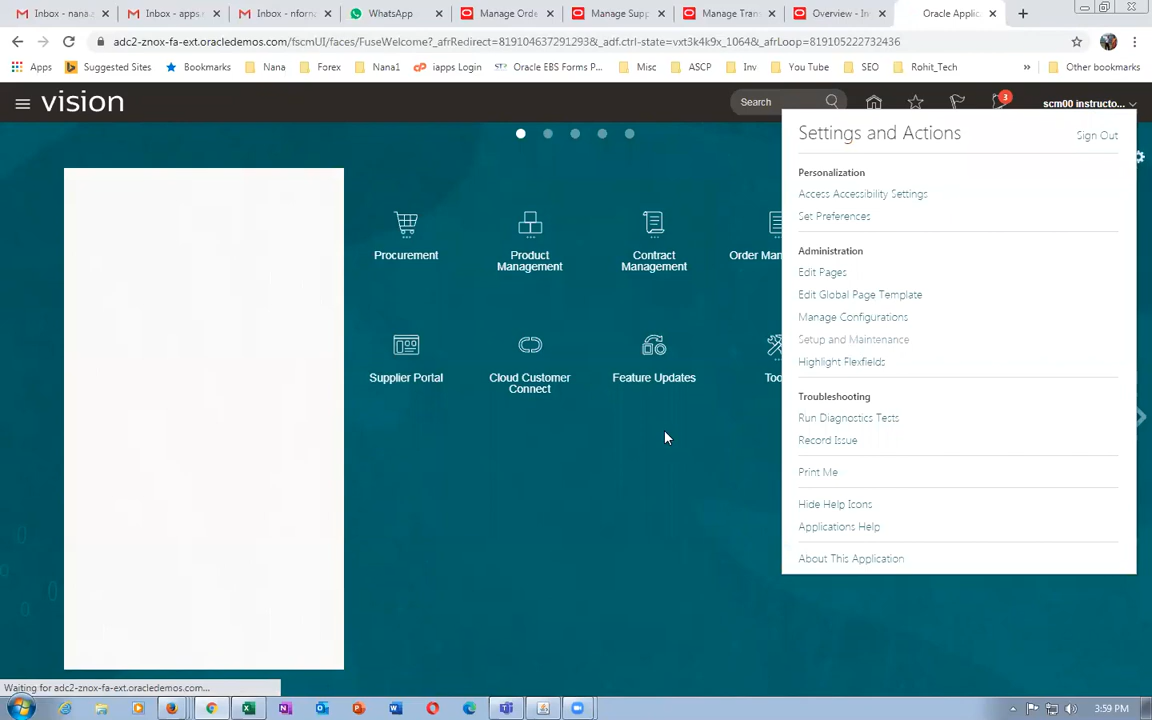 Inbox - nana.
Inbox - apps.r
Inbox - nforn
WhatsApp
Manage Orde
Manage Supp
Manage Tran
Overview - In
Oracle Applic
adc2-znox-fa-ext.oracledemos.com/fscmUI/faces/FuseWelcome?_afrRedirect=8191046372912938&_adf.ctrl-state=vxt3k4k9x_1064&_afrLoop=819105222732436
Apps
Suggested Sites
Bookmarks
Nana
Forex
Nana1
iapps Login
Oracle EBS Forms P...
Misc
ASCP
Inv
You Tube
SEO
Rohit_Tech
»
Other bookmarks
vision
Search
3
scm00 instructo...
Settings and Actions
Sign Out
Personalization
Access Accessibility Settings
Set Preferences
Administration
Edit Pages
Edit Global Page Template
Manage Configurations
Setup and Maintenance
Highlight Flexfields
Troubleshooting
Run Diagnostics Tests
Record Issue
Print Me
Hide Help Icons
Applications Help
About This Application
Procurement
Product
Management
Contract
Management
Order Man
Supplier Portal
Cloud Customer
Connect
Feature Updates
Too
Waiting for adc2-znox-fa-ext.oracledemos.com...
3:59 PM